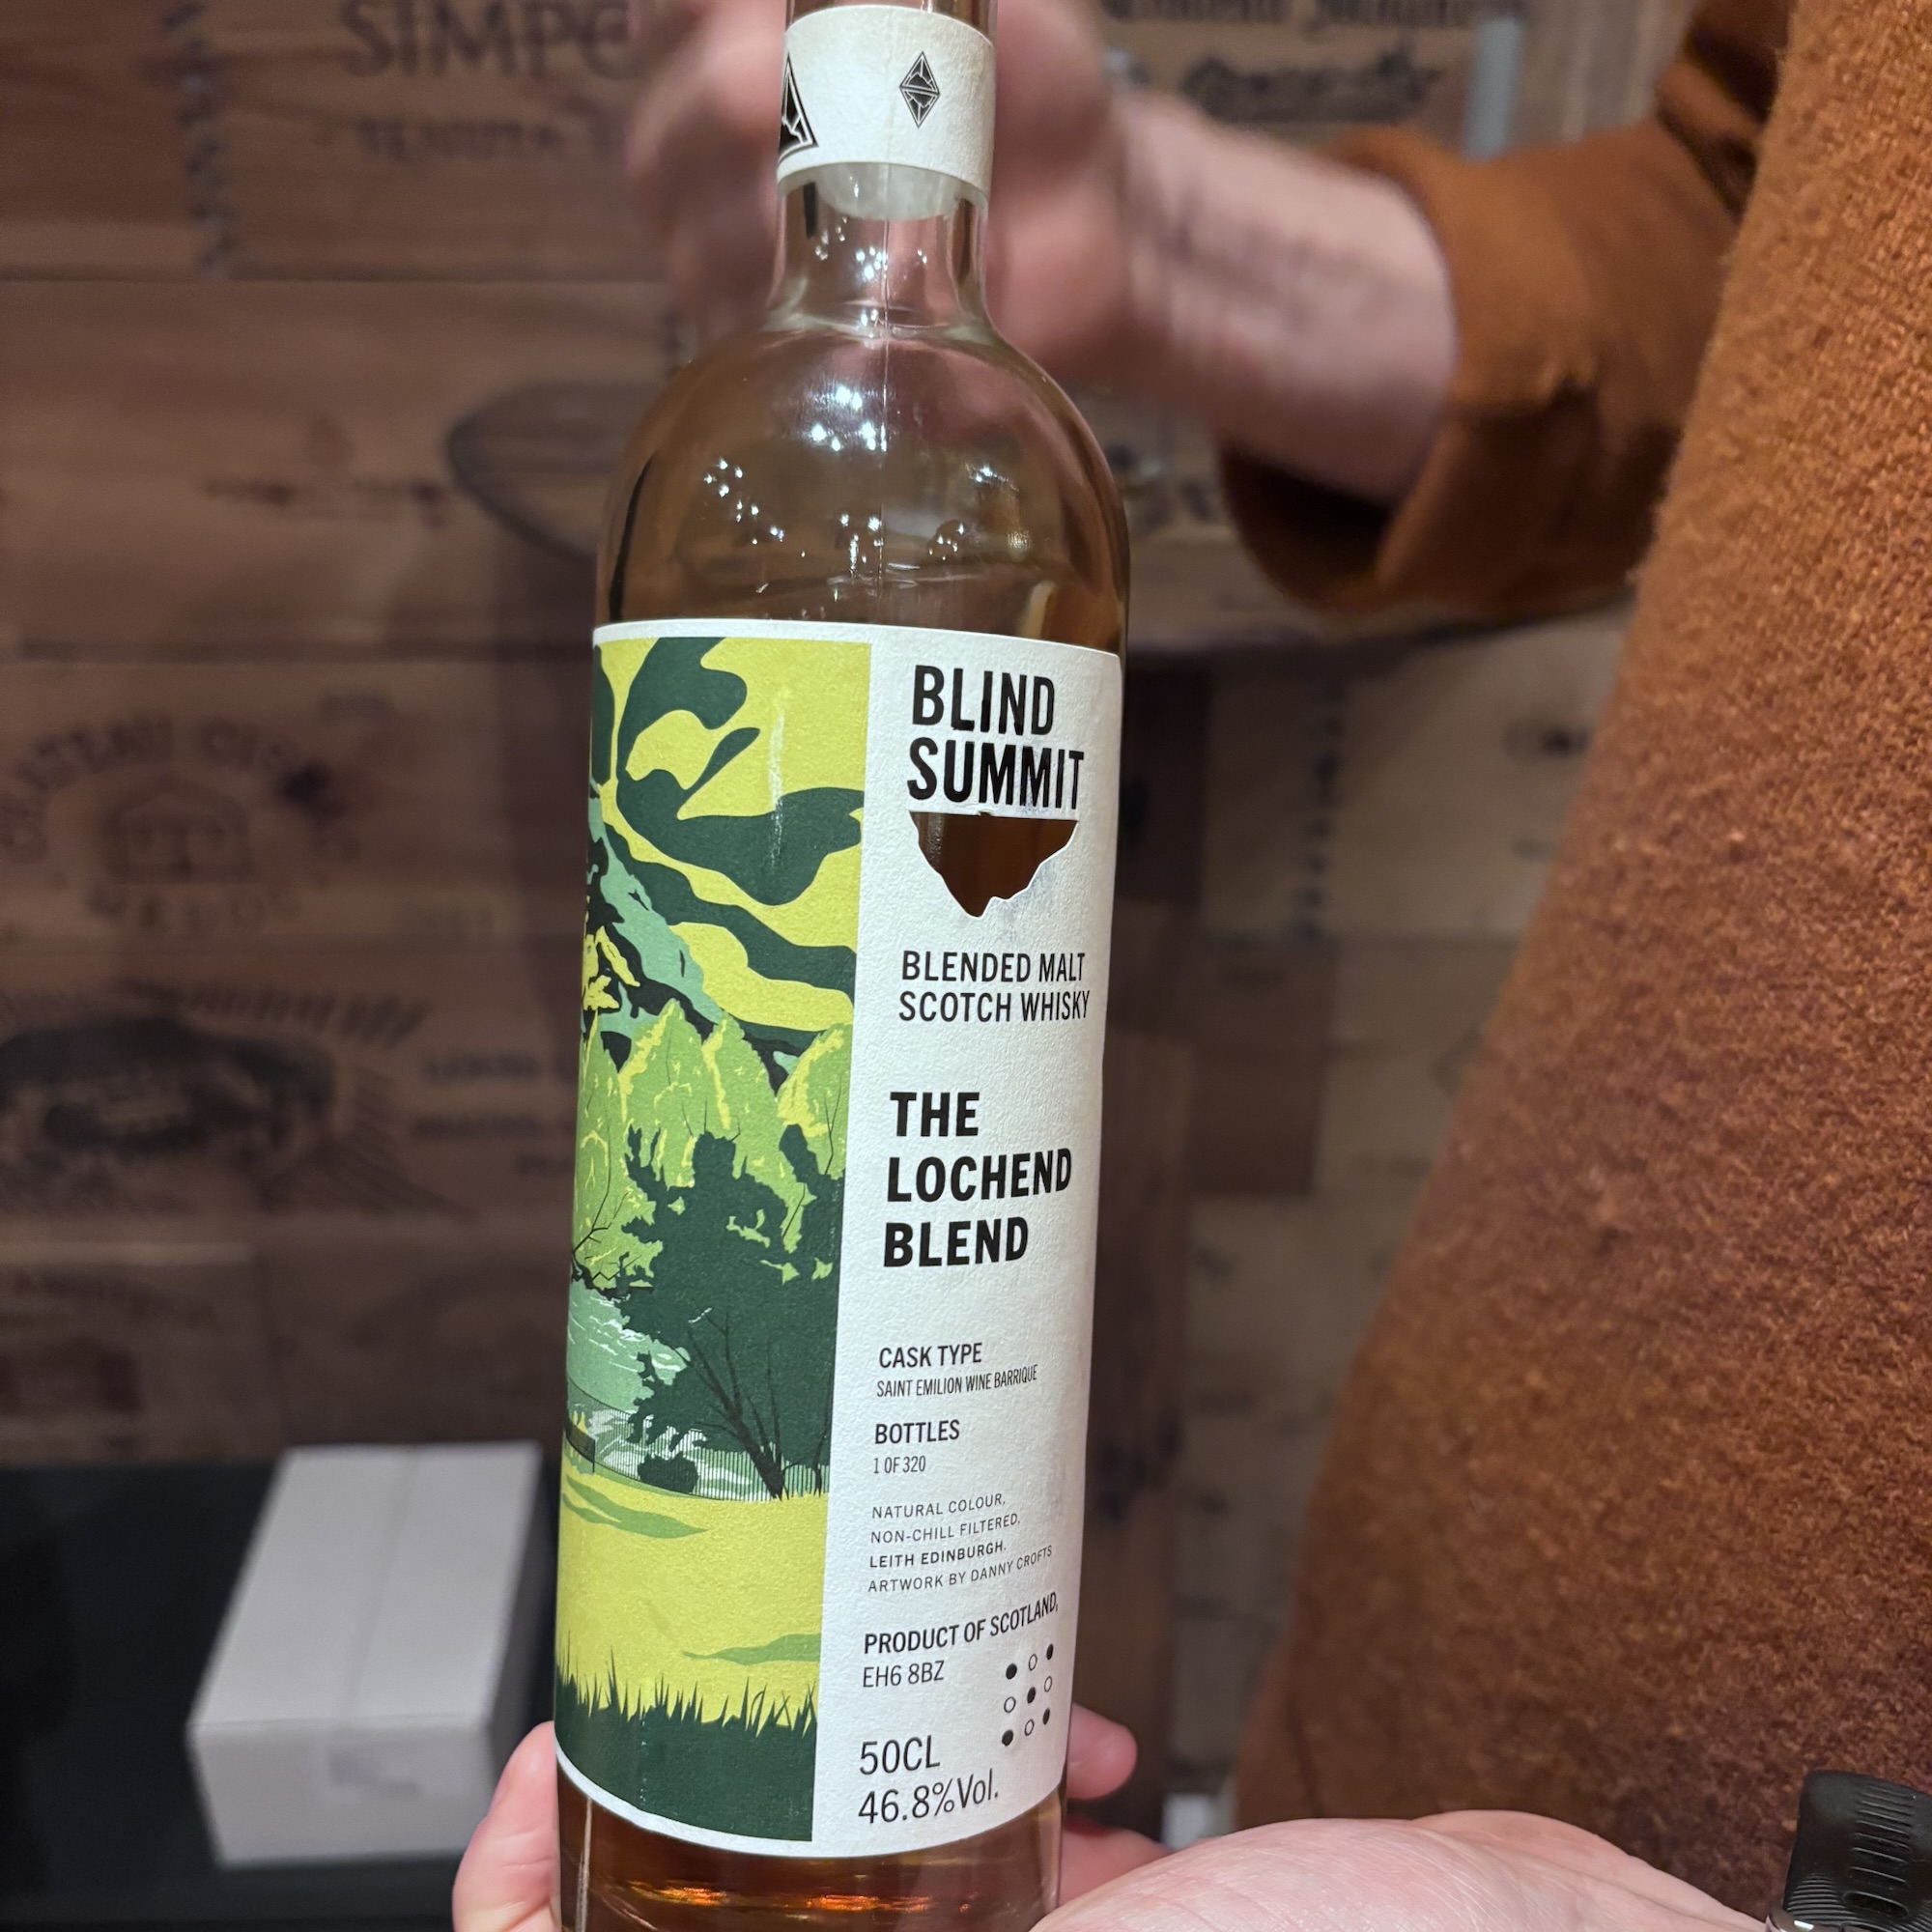 BLIND
SUMMIT
BLENDED MALT
SCOTCH WHISKY
THE
LOCHEND
BLEND
CASK TYPE
SAINT EMILION WINE BARRIQUE
BOTTLES
1 OF 320
NATURAL COLOUR,
NON-CHILL FILTERED,
LEITH EDINBURGH,
ARTWORK BY DANNY CROFTS
PRODUCT OF SCOTLAND,
EH6 8BZ
50CL
46.8%Vol.